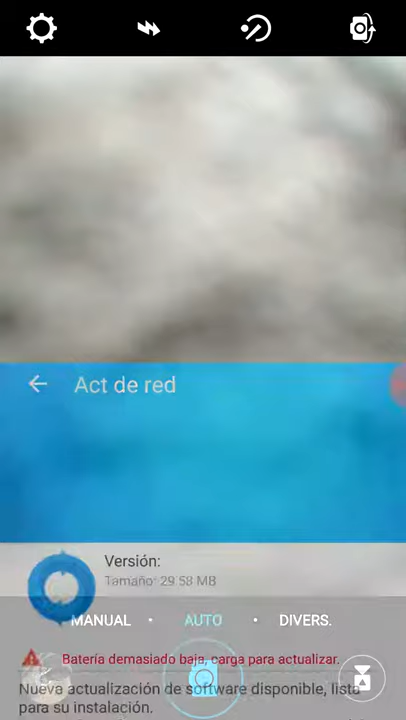 Act de red
Versión:
Tamaño: 29.58 MB
MANUAL • AUTO • DIVERS.
Batería demasiado baja, carga para actualizar.
Nueva actualización de software disponible, lista
para su instalación.